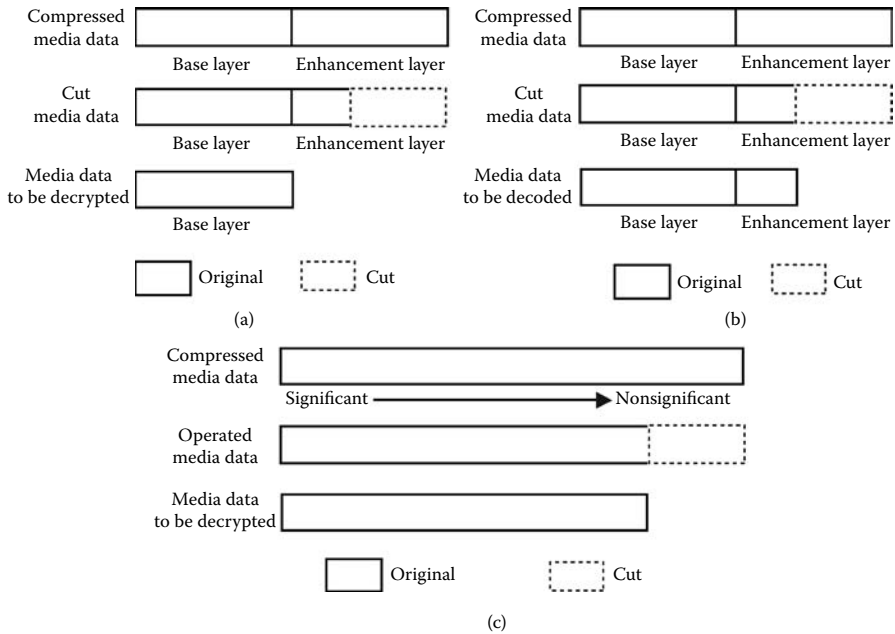 Compressed
media data
Base layer Enhancement layer
Cut
media data
Base layer Enhancement layer
Media data
to be decrypted
Base layer
Original Cut
(a)
Compressed
media data
Base layer Enhancement layer
Cut
media data
Base layer Enhancement layer
Media data
to be decoded
Base layer Enhancement layer
Original Cut
(b)
Compressed
media data
Significant Nonsignificant
Operated
media data
Media data
to be decrypted
Original Cut
(c)